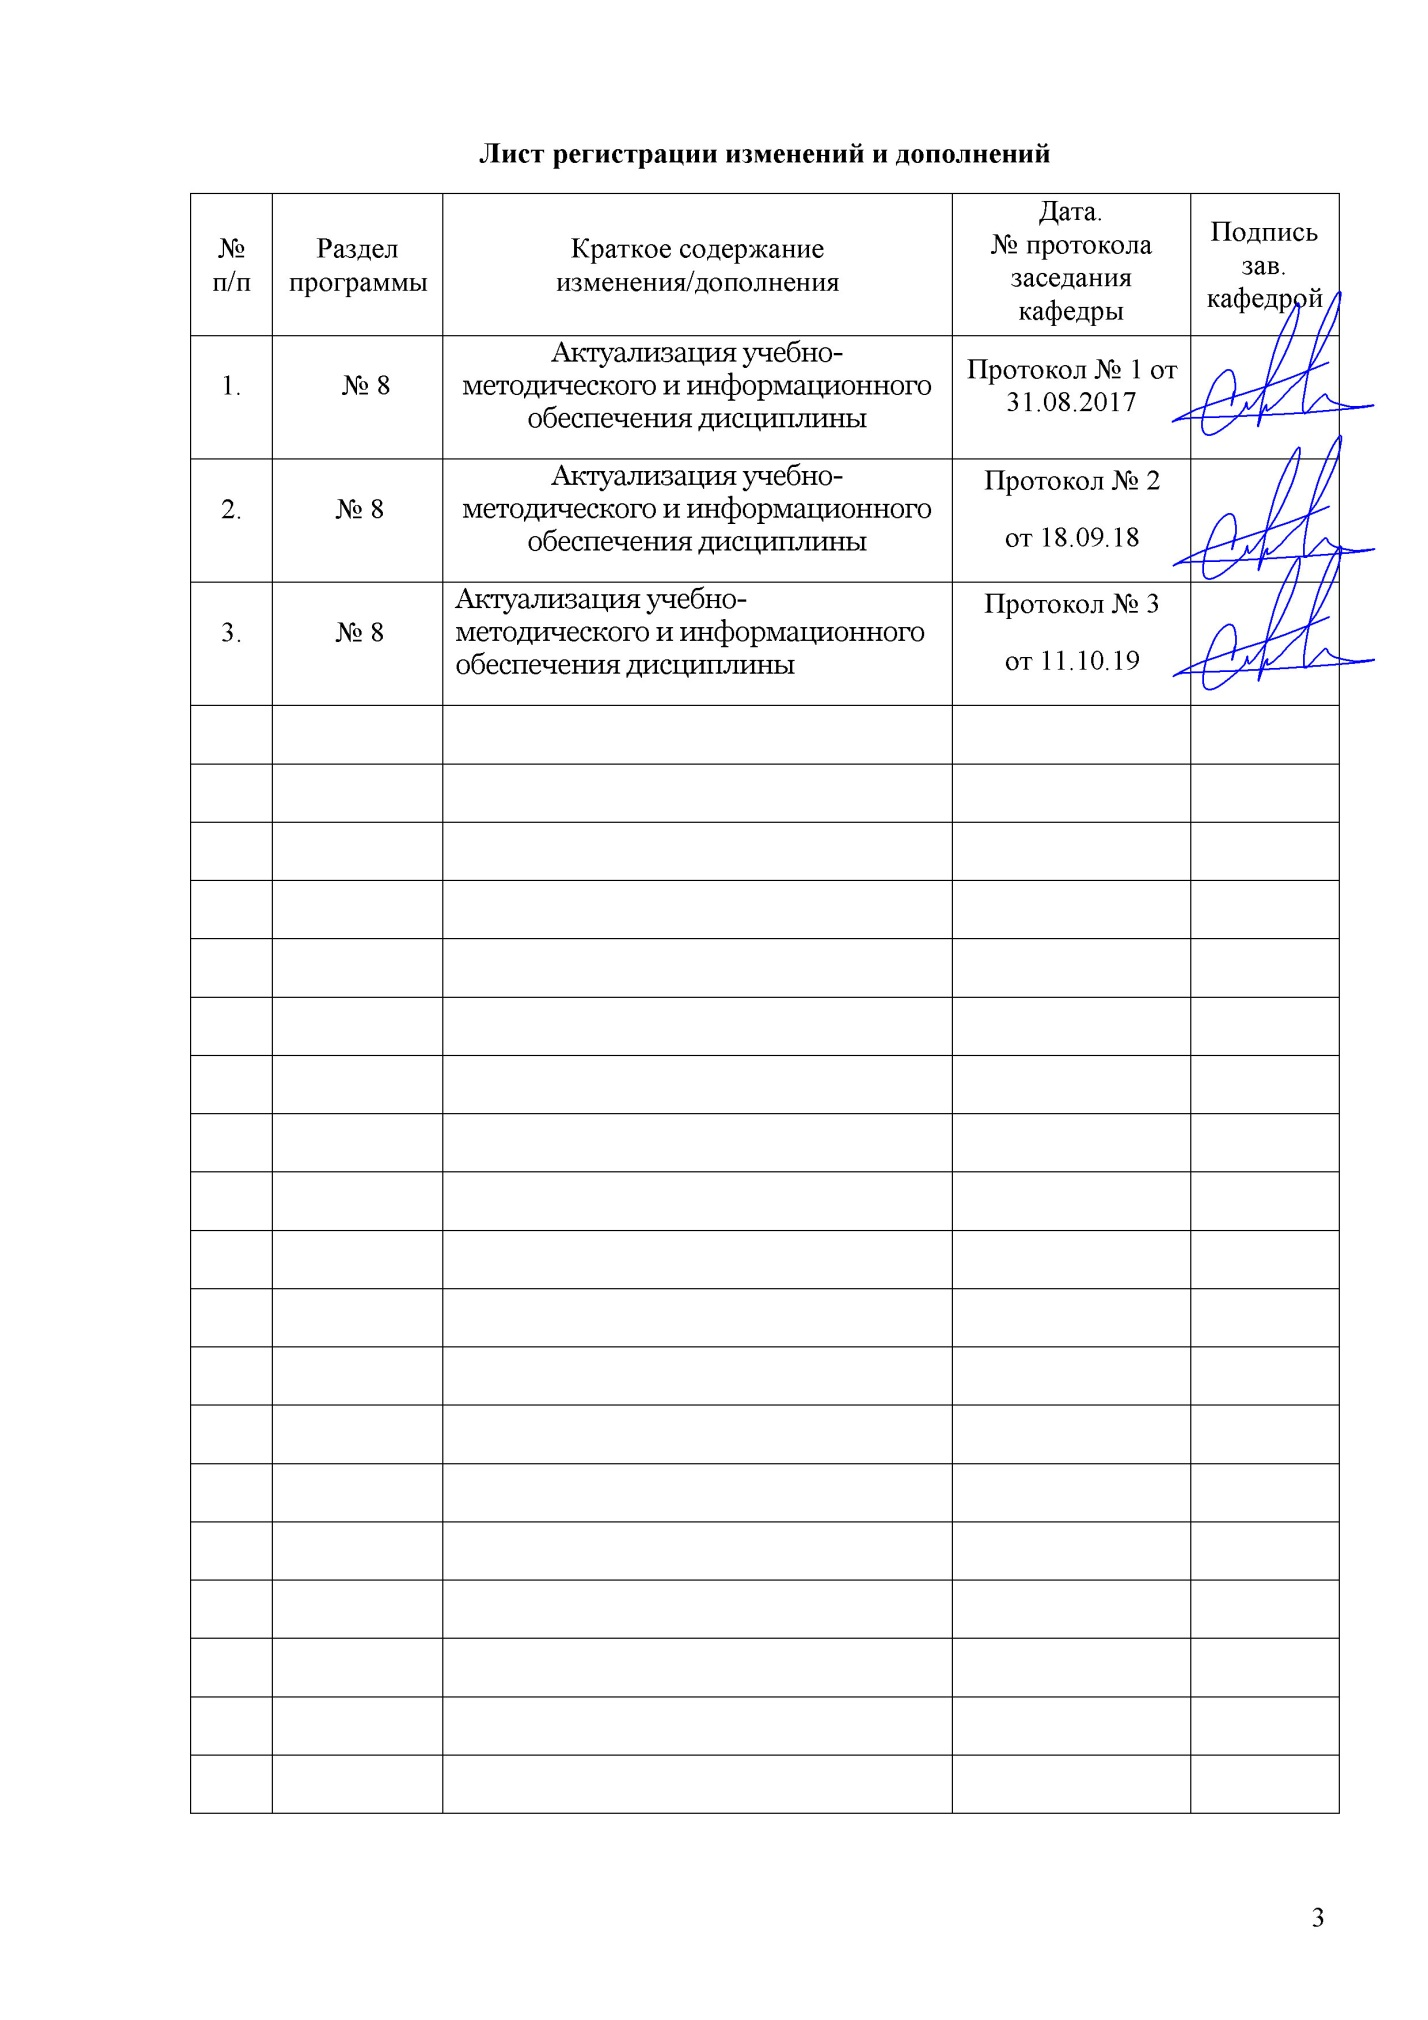 Лист регистрации изменений и дополнений
№
п/п
Раздел
программы
Краткое содержание
изменения/дополнения
Дата.
№ протокола
заседания
кафедры
Подпись
зав.
кафедрой
1.
№ 8
Актуализация учебно-
методического и информационного
обеспечения дисциплины
Протокол № 1 от
31.08.2017
2.
№ 8
Актуализация учебно-
методического и информационного
обеспечения дисциплины
Протокол № 2
от 18.09.18
3.
№ 8
Актуализация учебно-
методического и информационного
обеспечения дисциплины
Протокол № 3
от 11.10.19
3